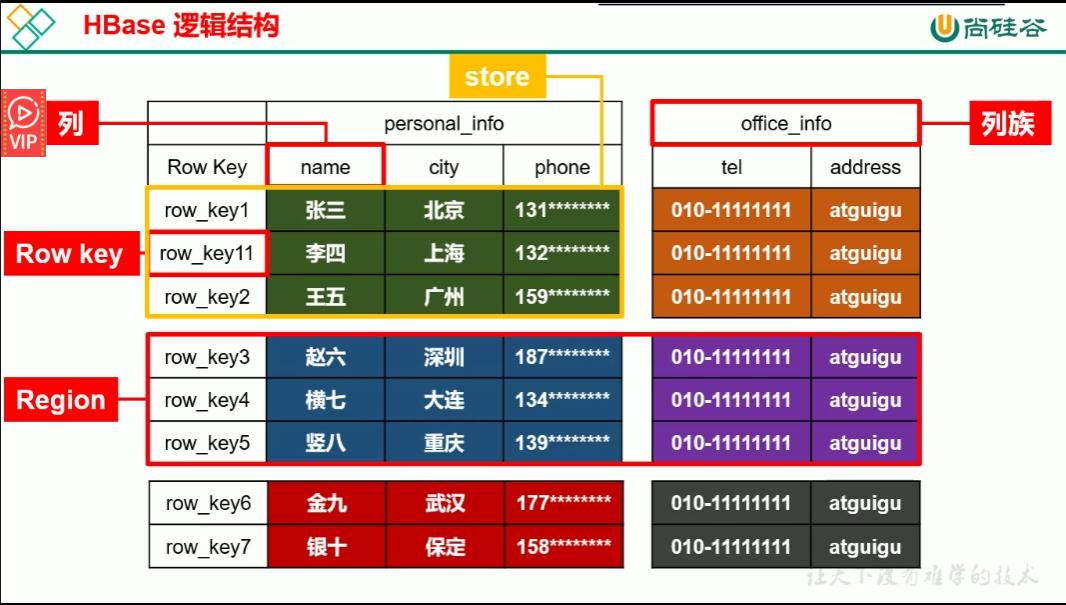 HBase 逻辑结构
尚硅谷
store
VIP
列
personal_info
office_info
列族
Row Key name city phone tel address
row_key1 张三 北京 131******** 010-11111111 atguigu
Row key
row_key11 李四 上海 132******** 010-11111111 atguigu
row_key2 王五 广州 159******** 010-11111111 atguigu
row_key3 赵六 深圳 187******** 010-11111111 atguigu
Region
row_key4 横七 大连 134******** 010-11111111 atguigu
row_key5 竖八 重庆 139******** 010-11111111 atguigu
row_key6 金九 武汉 177******** 010-11111111 atguigu
row_key7 银十 保定 158******** 010-11111111 atguigu
让天下没有难学的技术